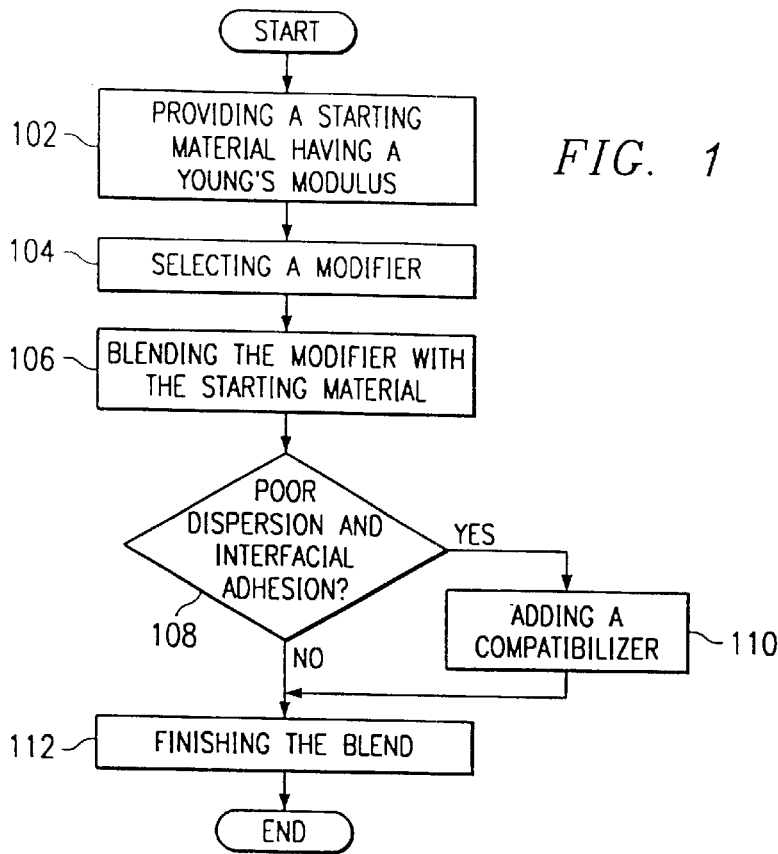 START
102
PROVIDING A STARTING
MATERIAL HAVING A
YOUNG'S MODULUS
FIG. 1
104
SELECTING A MODIFIER
106
BLENDING THE MODIFIER WITH
THE STARTING MATERIAL
POOR
DISPERSION AND
INTERFACIAL
ADHESION?
108
YES
NO
ADDING A
COMPATIBILIZER
110
112
FINISHING THE BLEND
END